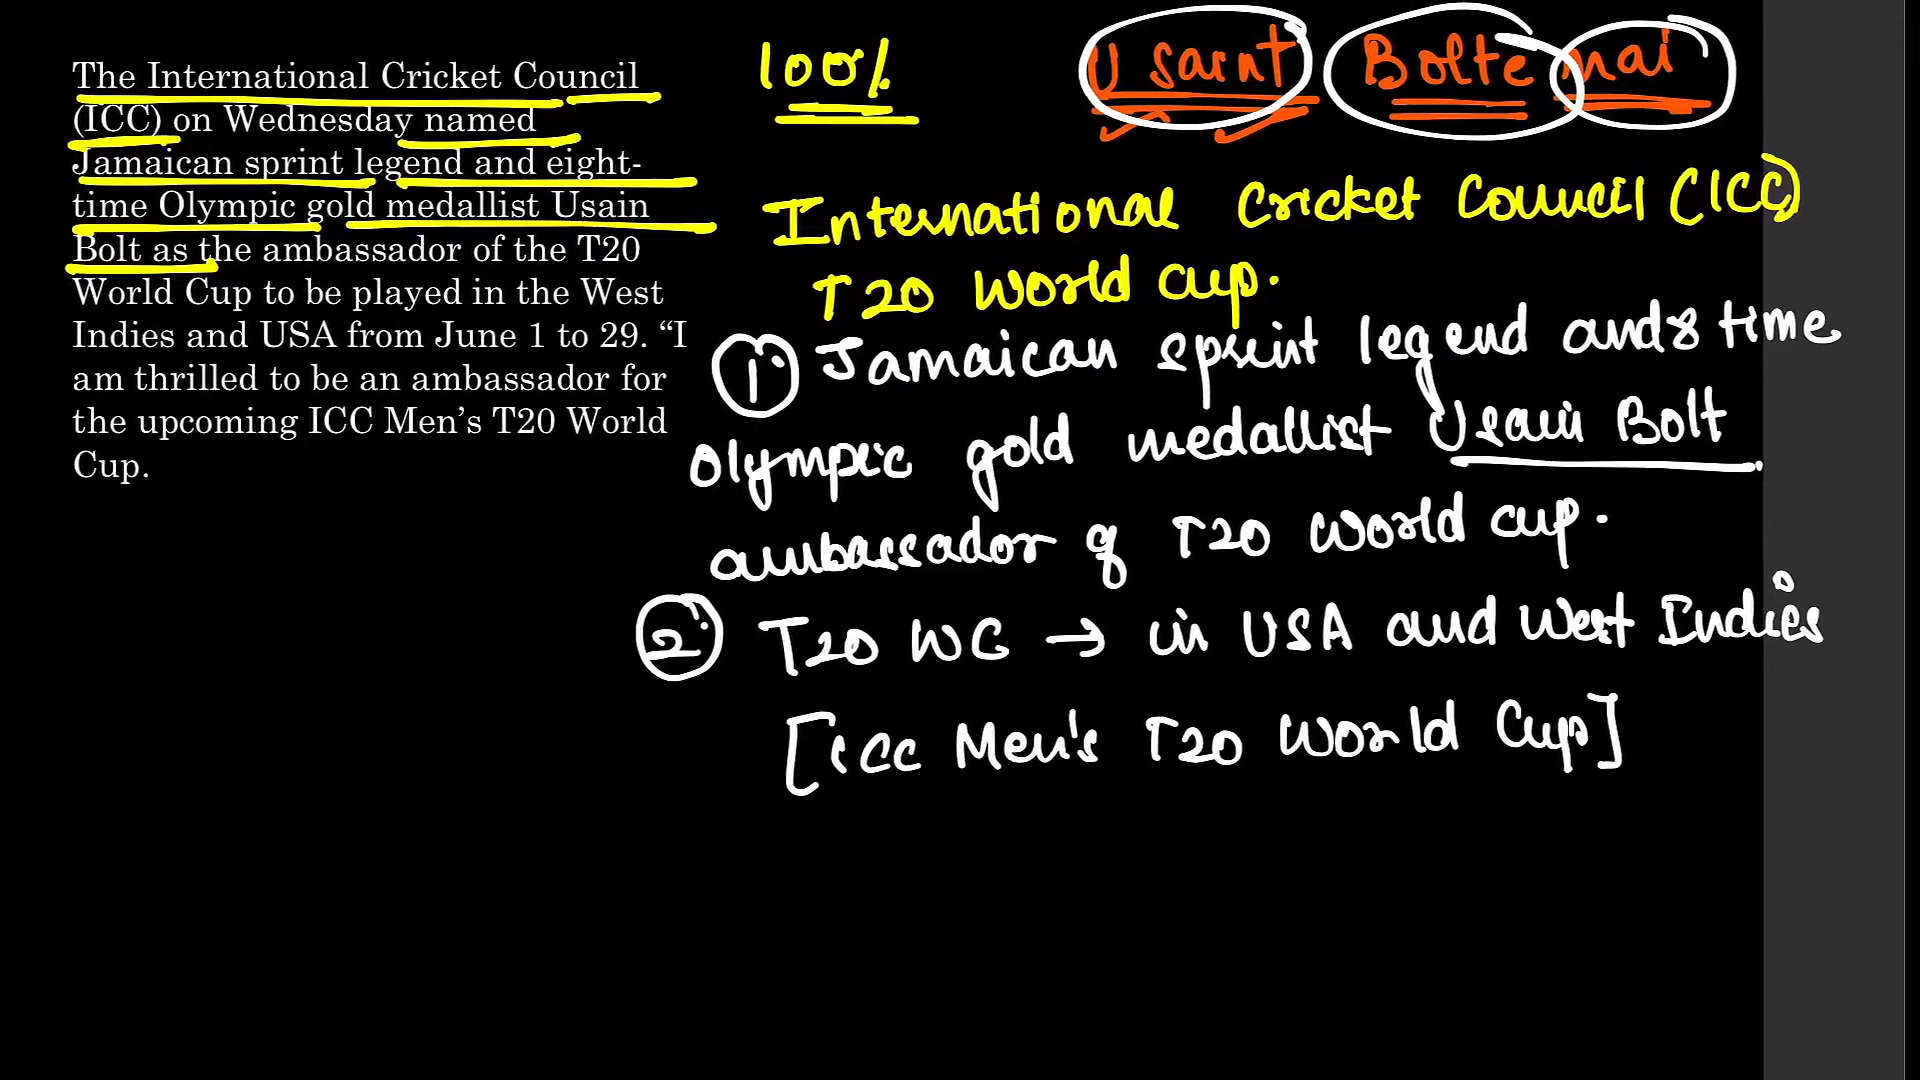 The International Cricket Council
(ICC) on Wednesday named
Jamaican sprint legend and eight-
time Olympic gold medallist Usain
Bolt as the ambassador of the T20
World Cup to be played in the West
Indies and USA from June 1 to 29. “I
am thrilled to be an ambassador for
the upcoming ICC Men’s T20 World
Cup.
100%
Usaint Bolte mai
International Cricket Council (ICC)
T20 World Cup.
1. Jamaican sprint legend and 8 time
Olympic gold medallist Usain Bolt
ambassador of T20 World Cup.
2. T20 WC → in USA and West Indies
[ICC Men's T20 World Cup]